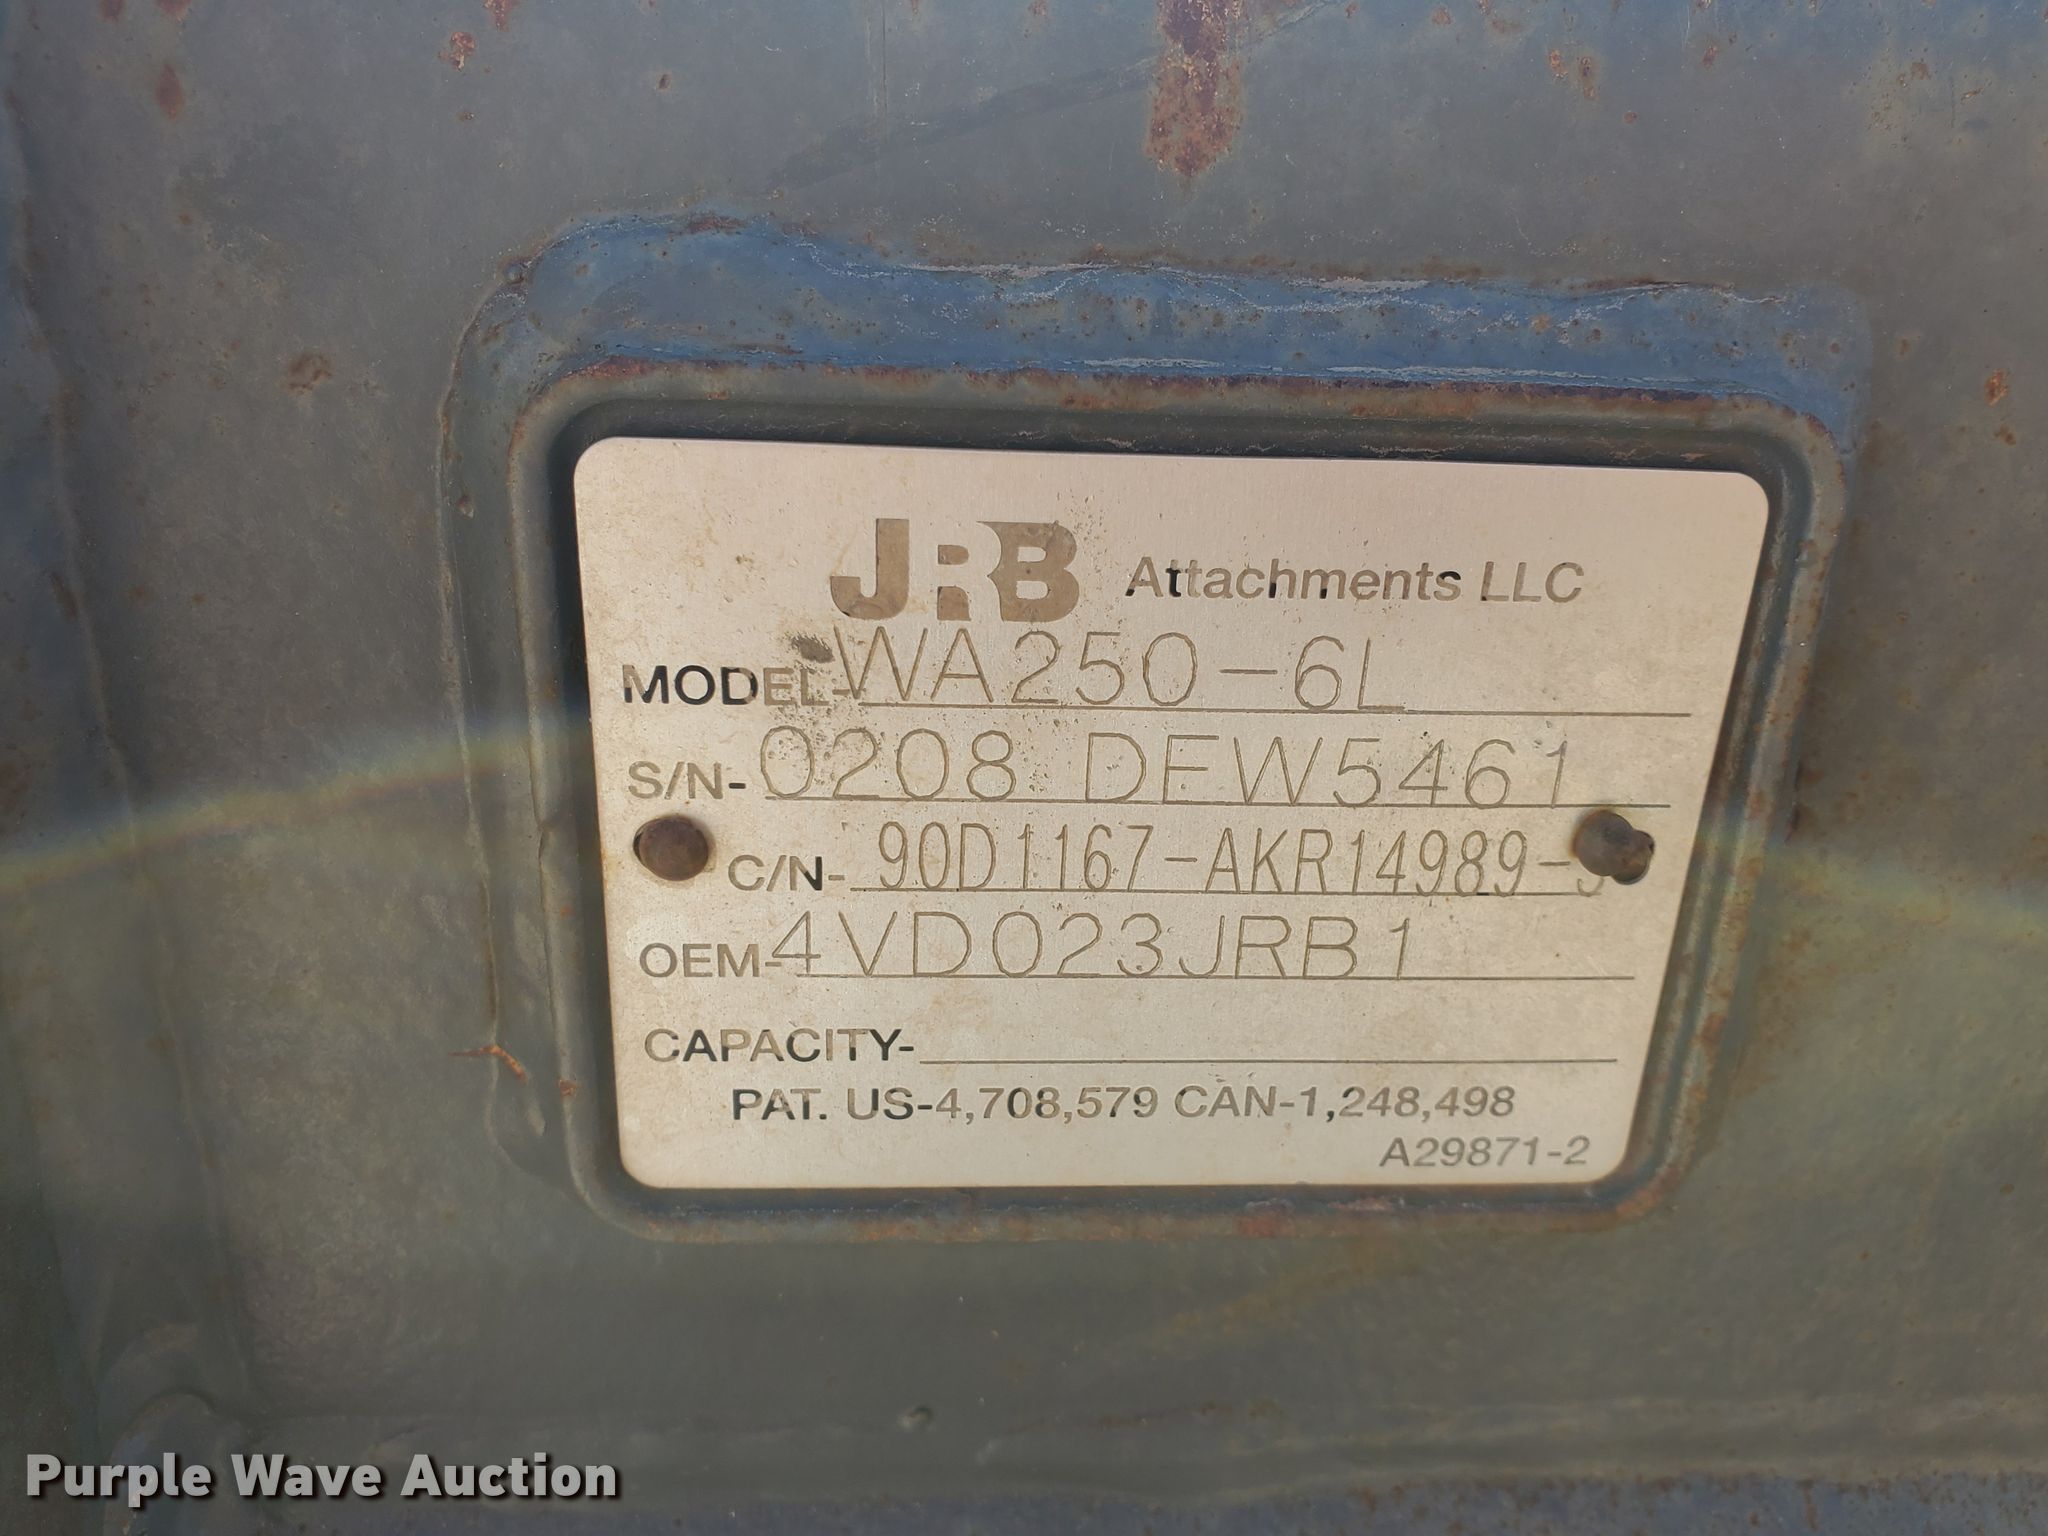 JRB Attachments LLC
MODEL-WA250-6L
S/N-0208 DEW5461
C/N-90D1167-AKR14989-
OEM-4VD023JRB1
CAPACITY-
PAT. US-4,708,579 CAN-1,248,498
A29871-2
Purple Wave Auction